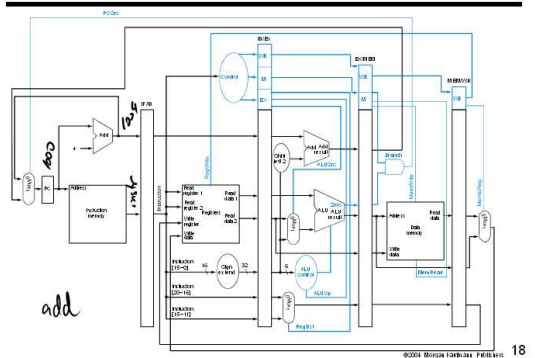 PCSrc
ID/EX
WB
EX/MEM
Control
M
WB
MEM/WB
EX
M
WB
IF/ID
Add
Add Add
result
Shift
left 2
ALUSrc
Branch
RegWrite
MemWrite
MemtoReg
PC
Address
Instruction
memory
Instruction
Read
register 1
Read
data 1
Read
register 2
Registers
Read
data 2
Write
register
Write
data
Zero
ALU ALU
result
Address
Read
data
Data
memory
Write
data
Instruction
[15–0]
16
Sign
extend
32
6
ALU
control
MemRead
Instruction
[20–16]
ALUOp
Instruction
[15–11]
RegDst
add
©2004 Morgan Kaufmann Publishers 18